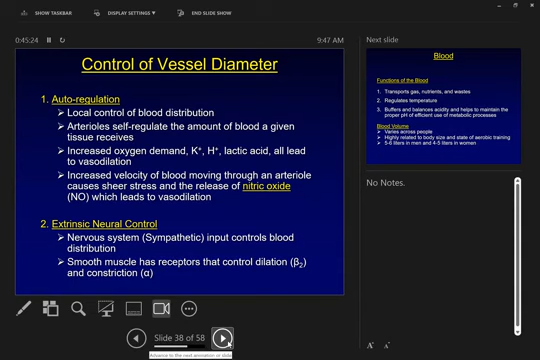 SHOW TASKBAR
DISPLAY SETTINGS ▼
END SLIDE SHOW
0:45:24
9:47 AM
Next slide
Control of Vessel Diameter
1. Auto-regulation
➢ Local control of blood distribution
➢ Arterioles self-regulate the amount of blood a given
tissue receives
➢ Increased oxygen demand, K⁺, H⁺, lactic acid, all lead
to vasodilation
➢ Increased velocity of blood moving through an arteriole
causes sheer stress and the release of nitric oxide
(NO) which leads to vasodilation
2. Extrinsic Neural Control
➢ Nervous system (Sympathetic) input controls blood
distribution
➢ Smooth muscle has receptors that control dilation (β₂)
and constriction (α)
Blood
Functions of the Blood
1. Transports gas, nutrients, and wastes
2. Regulates temperature
3. Buffers and balances acidity and helps to maintain the
proper pH of efficient use of metabolic processes
Blood Volume
➢ Varies across people
➢ Highly related to body size and state of aerobic training
➢ 5-6 liters in men and 4-5 liters in women
No Notes.
Slide 38 of 58
Advance to the next animation or slide
A A